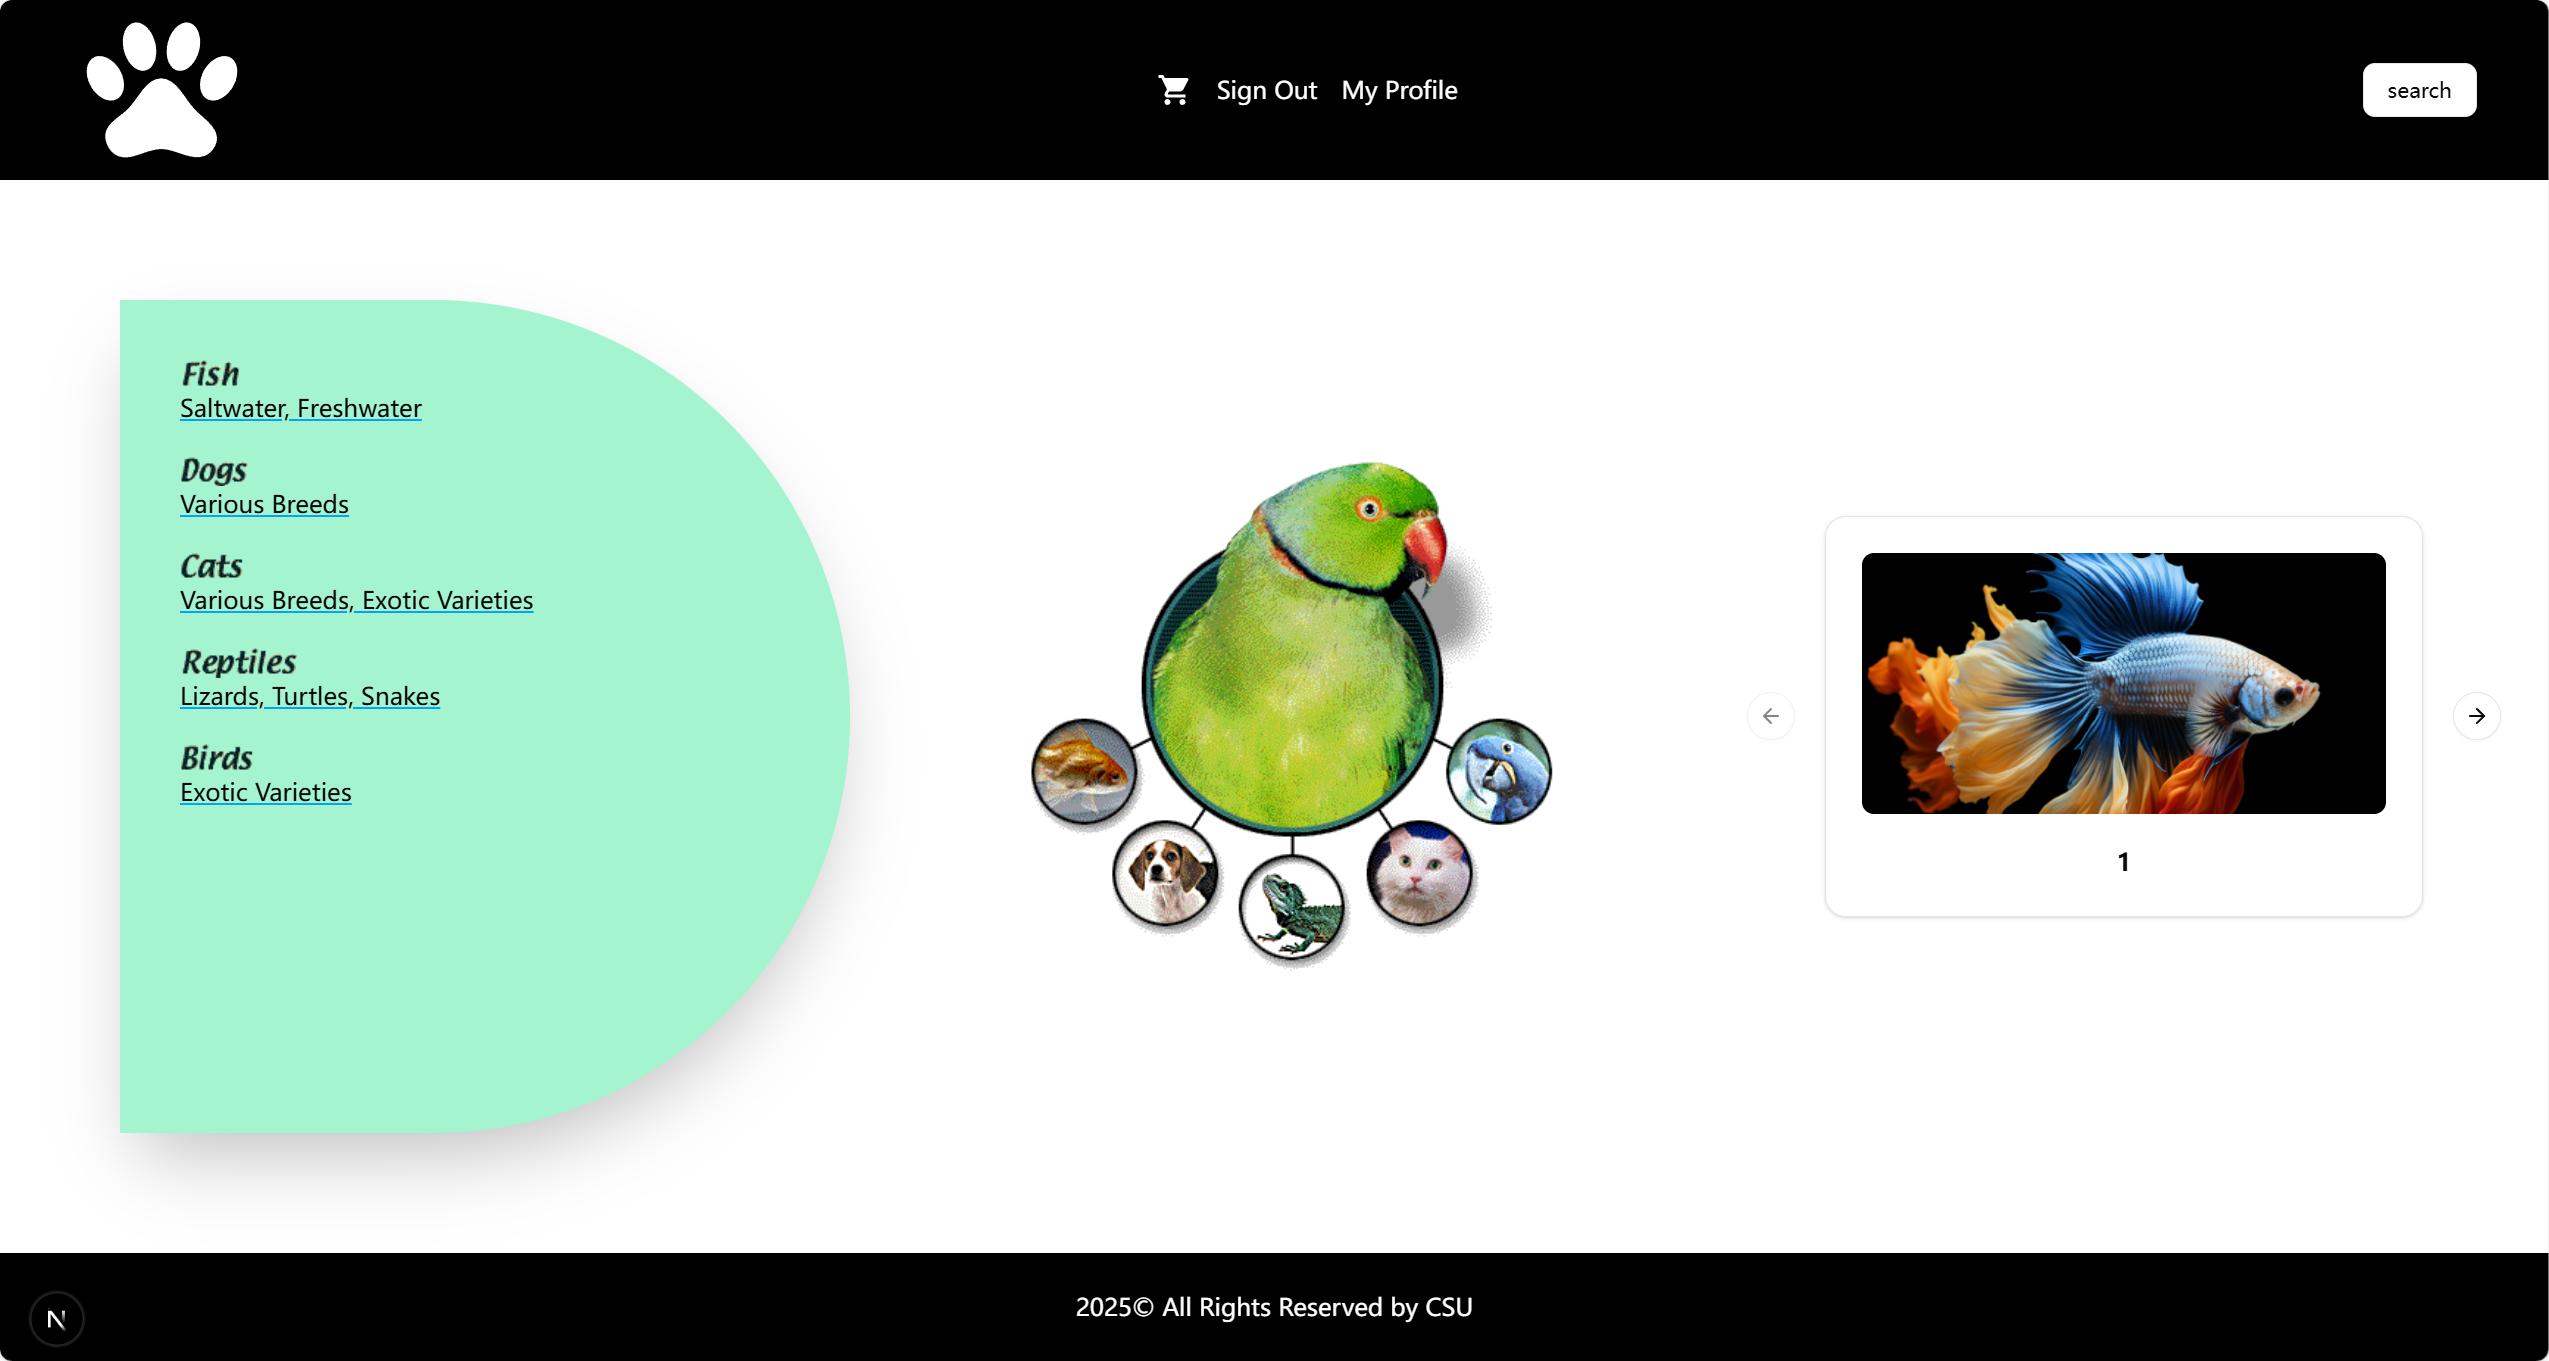 Sign Out My Profile
search
Fish
Saltwater, Freshwater
Dogs
Various Breeds
Cats
Various Breeds, Exotic Varieties
Reptiles
Lizards, Turtles, Snakes
Birds
Exotic Varieties
1
2025© All Rights Reserved by CSU
N